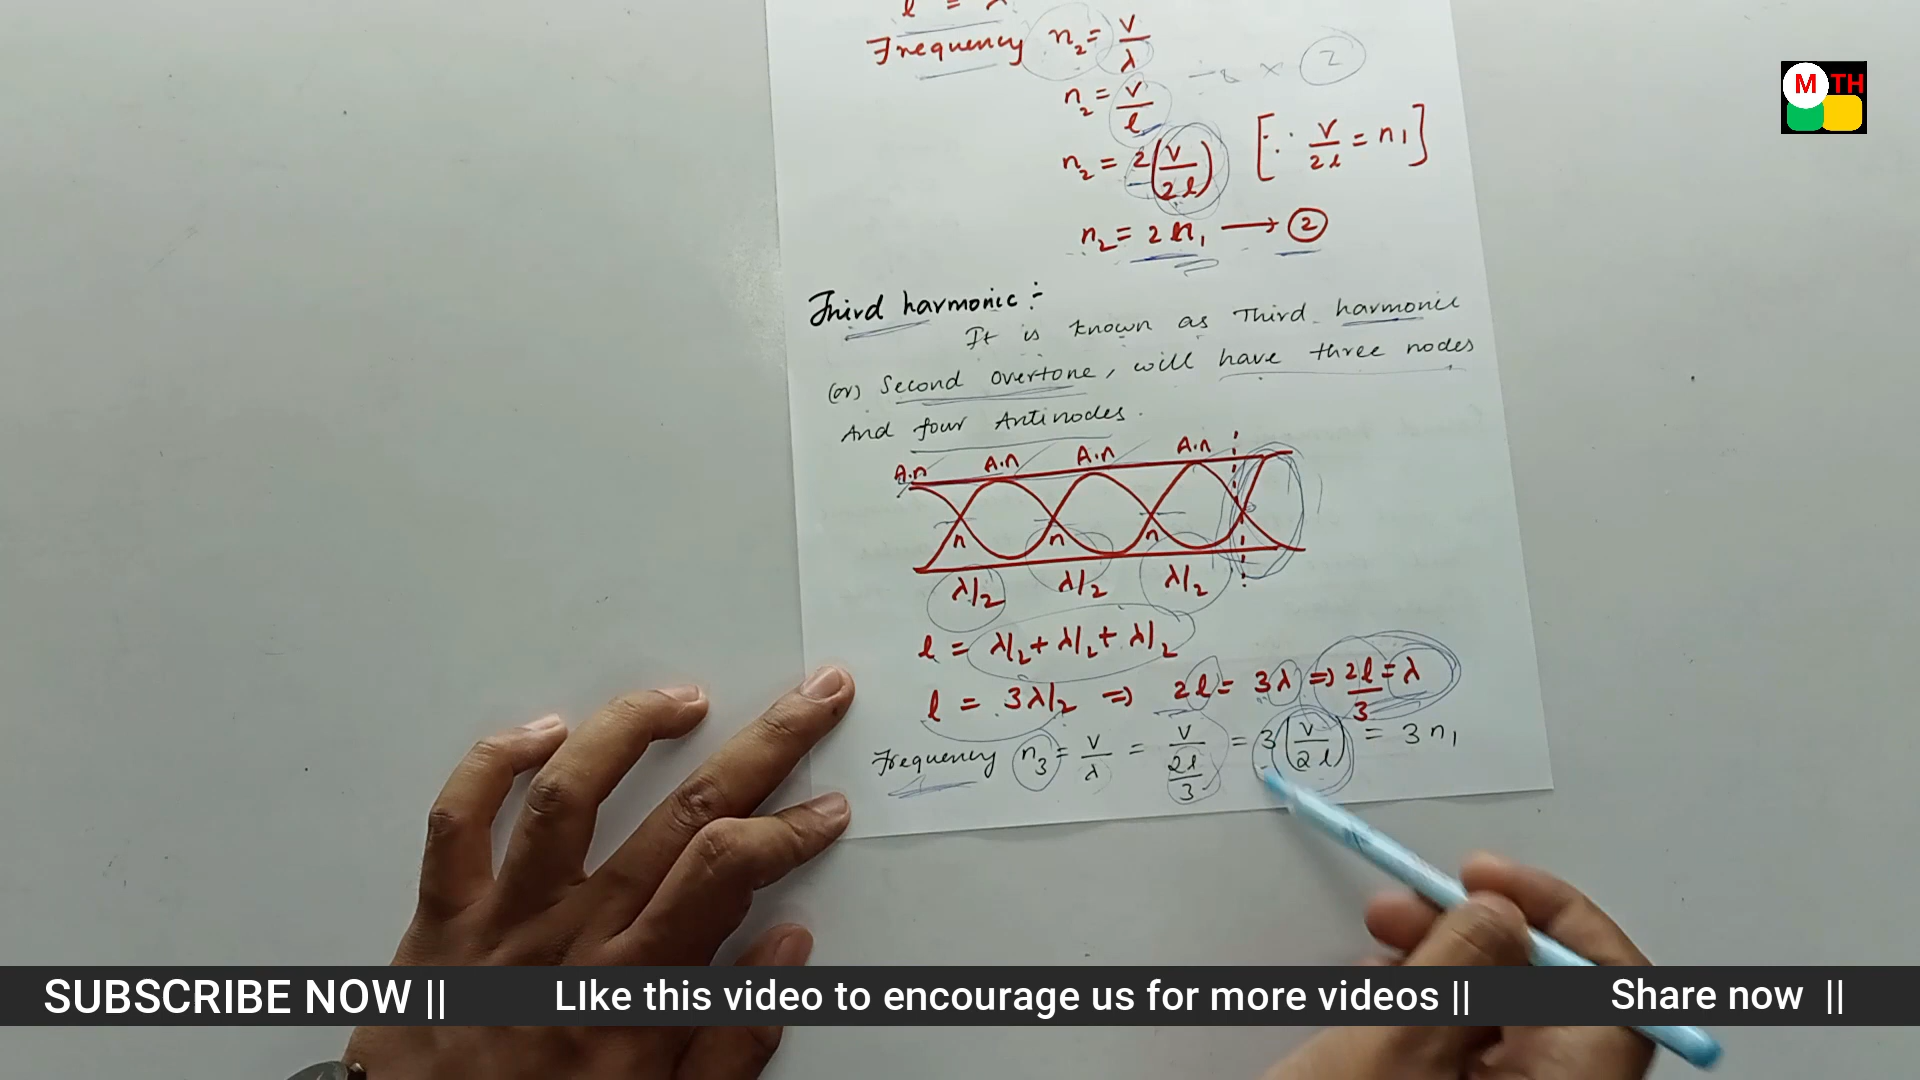 l = λ
Frequency n₂ = v/λ
÷ × ②
n₂ = v/l
n₂ = 2(v/2l) [∵ v/2l = n1]
n₂ = 2n₁ → ②
Third harmonic :-
It is known as Third harmonic
(or) Second overtone, will have three nodes
And four Antinodes.
A.n A.n A.n A.n
n n n
λ/2 λ/2 λ/2
l = λ/2 + λ/2 + λ/2
l = 3λ/2 ⇒ 2l = 3λ ⇒ 2l/3 = λ
Frequency n₃ = v/λ = v/(2l/3) = 3(v/2l) = 3n₁
M TH
SUBSCRIBE NOW || LIke this video to encourage us for more videos || Share now ||